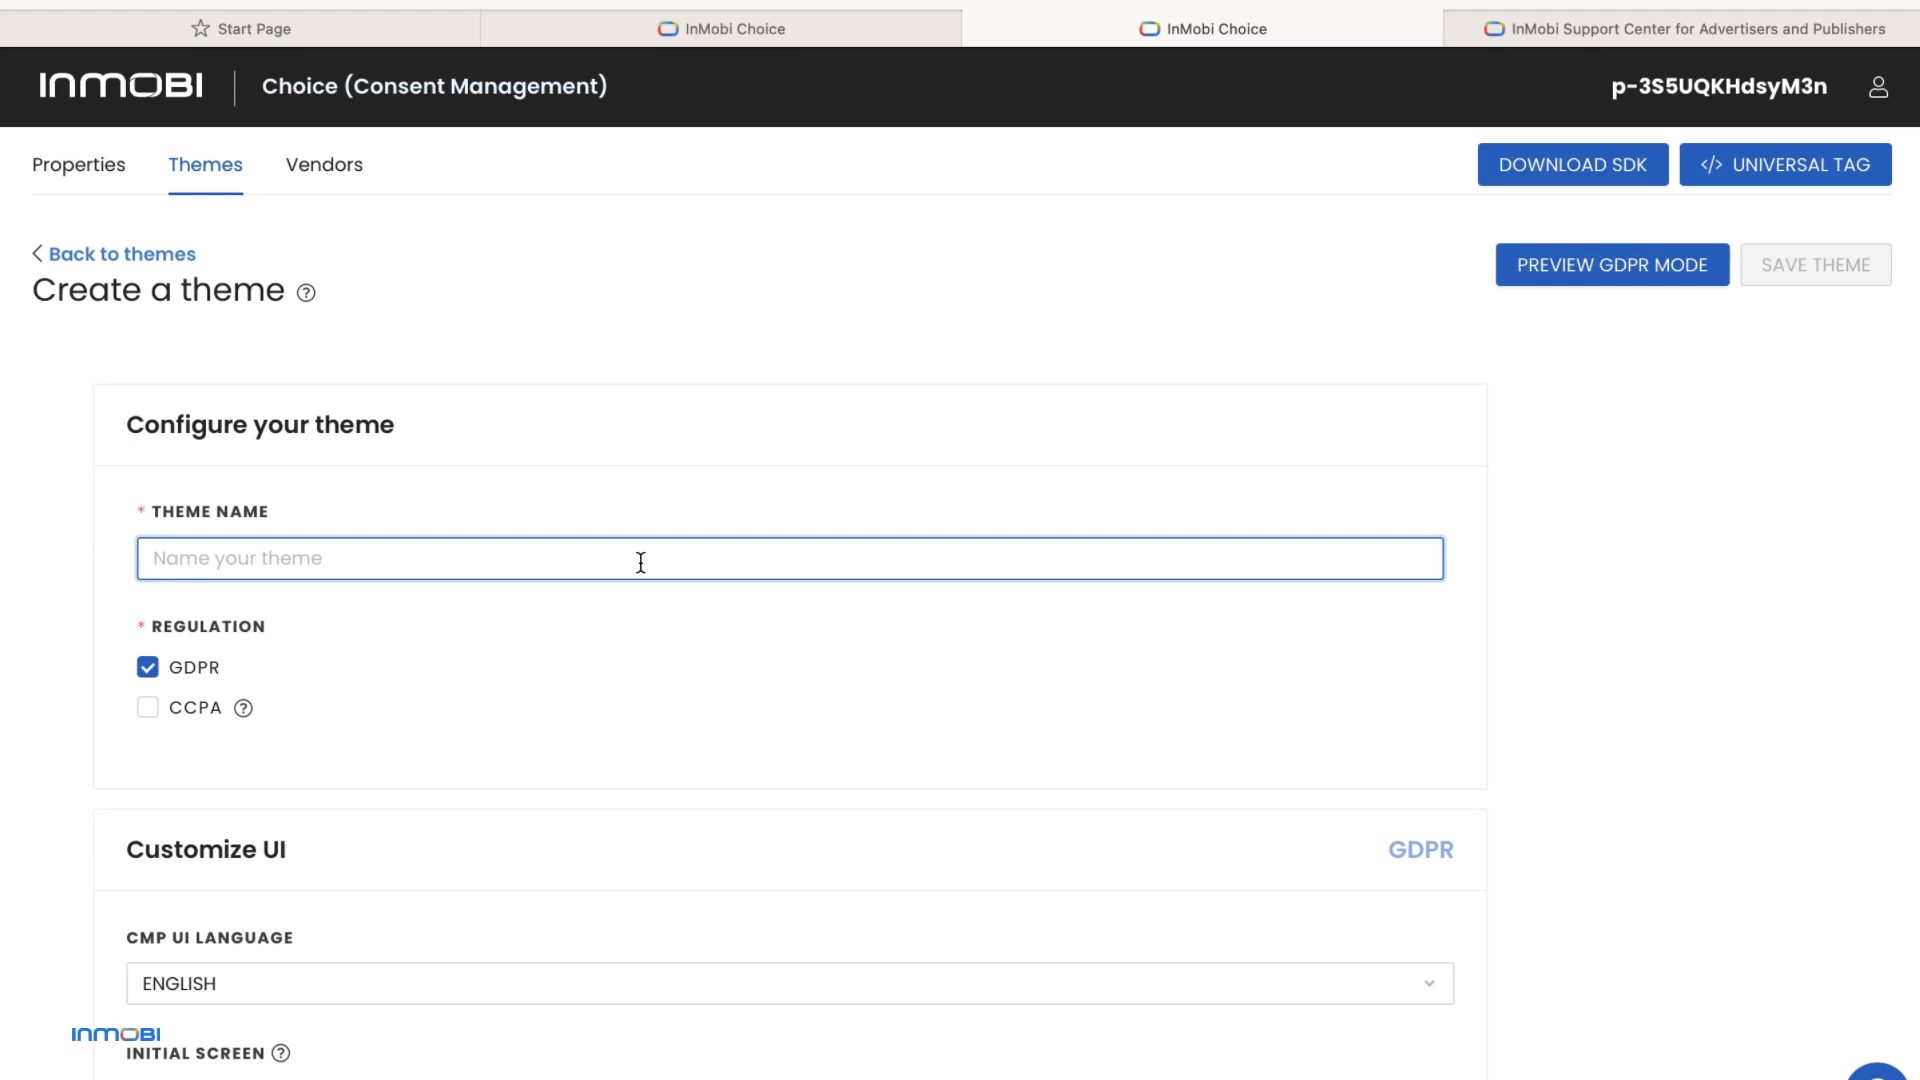 Start Page
InMobi Choice
InMobi Choice
InMobi Support Center for Advertisers and Publishers
INMOBI
Choice (Consent Management)
p-3S5UQKHdsyM3n
Properties
Themes
Vendors
DOWNLOAD SDK
</> UNIVERSAL TAG
Back to themes
Create a theme ?
PREVIEW GDPR MODE
SAVE THEME
Configure your theme
* THEME NAME
Name your theme
* REGULATION
GDPR
CCPA ?
Customize UI
GDPR
CMP UI LANGUAGE
ENGLISH
INMOBI
INITIAL SCREEN ?